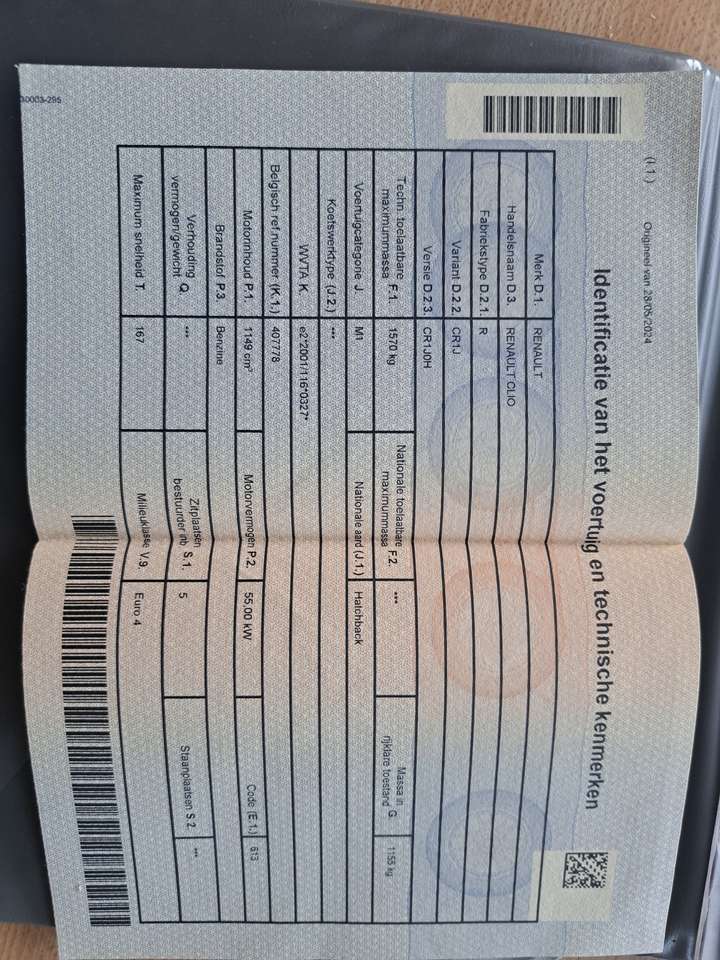 (I.1.)
Origineel van 28/05/2024
Identificatie van het voertuig en technische kenmerken
Merk D.1. RENAULT
Handelsnaam D.3. RENAULT CLIO
Fabriekstype D.2.1. R
Variant D.2.2. CR1J
Versie D.2.3. CR1J0H
Techn. toelaatbare maximummassa F.1. 1570 kg Nationale toelaatbare maximummassa F.2. *** Massa in rijklare toestand G 1155 kg
Voertuigcategorie J. M1 Nationale aard (J.1.) Hatchback
Koetswerktype (J.2.) ***
WVTA K. e2*2001/116*0327*
Belgisch ref.nummer (K.1.) 407778
Motorinhoud P.1. 1149 cm³ Motorvermogen P.2. 55,00 kW Code (E.1.) 613
Brandstof P.3. Benzine
Verhouding vermogen/gewicht Q. *** Zitplaatsen bestuurder inb S.1. 5 Staanplaatsen S.2. ***
Maximum snelheid T. 167 Milieuklasse V.9. Euro 4